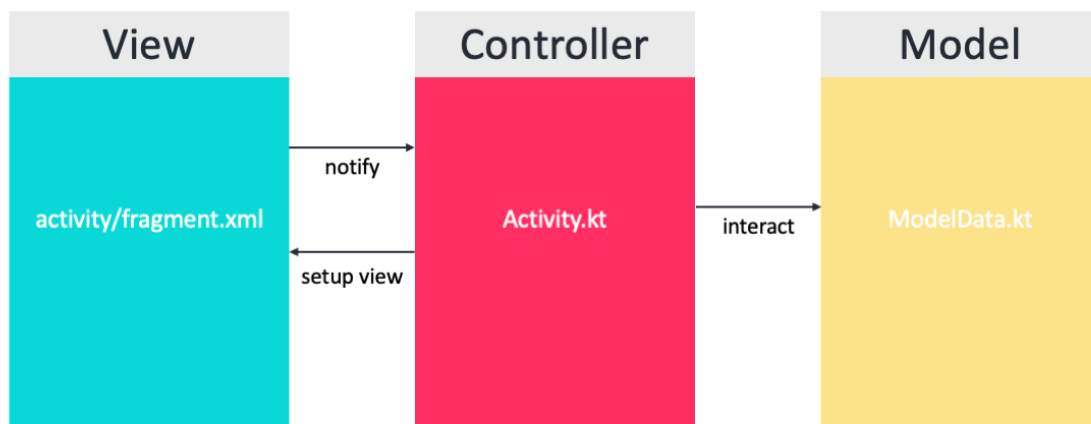 View
Controller
Model
notify
activity/fragment.xml
Activity.kt
interact
ModelData.kt
setup view